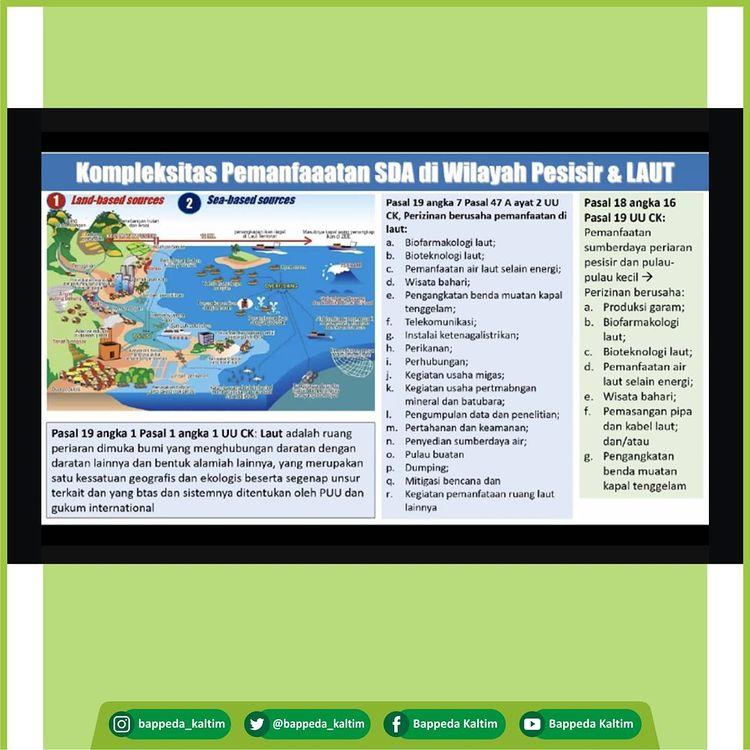 Kompleksitas Pemanfaaatan SDA di Wilayah Pesisir & LAUT
1 Land-based sources
2 Sea-based sources
Pasal 19 angka 1 Pasal 1 angka 1 UU CK: Laut adalah ruang
periaran dimuka bumi yang menghubungan daratan dengan
daratan lainnya dan bentuk alamiah lainnya, yang merupakan
satu kessatuan geografis dan ekologis beserta segenap unsur
terkait dan yang btas dan sistemnya ditentukan oleh PUU dan
gukum international
Pasal 19 angka 7 Pasal 47 A ayat 2 UU
CK, Perizinan berusaha pemanfaatan di
laut:
a. Biofarmakologi laut;
b. Bioteknologi laut;
c. Pemanfaatan air laut selain energi;
d. Wisata bahari;
e. Pengangkatan benda muatan kapal
tenggelam;
f. Telekomunikasi;
g. Instalai ketenagalistrikan;
h. Perikanan;
i. Perhubungan;
j. Kegiatan usaha migas;
k. Kegiatan usaha pertmabngan
mineral dan batubara;
l. Pengumpulan data dan penelitian;
m. Pertahanan dan keamanan;
n. Penyedian sumberdaya air;
o. Pulau buatan
p. Dumping;
q. Mitigasi bencana dan
r. Kegiatan pemanfataan ruang laut
lainnya
Pasal 18 angka 16
Pasal 19 UU CK:
Pemanfaatan
sumberdaya periaran
pesisir dan pulau-
pulau kecil →
Perizinan berusaha:
a. Produksi garam;
b. Biofarmakologi
laut;
c. Bioteknologi laut;
d. Pemanfaatan air
laut selain energi;
e. Wisata bahari;
f. Pemasangan pipa
dan kabel laut;
dan/atau
g. Pengangkatan
benda muatan
kapal tenggelam
bappeda_kaltim
@bappeda_kaltim
Bappeda Kaltim
Bappeda Kaltim